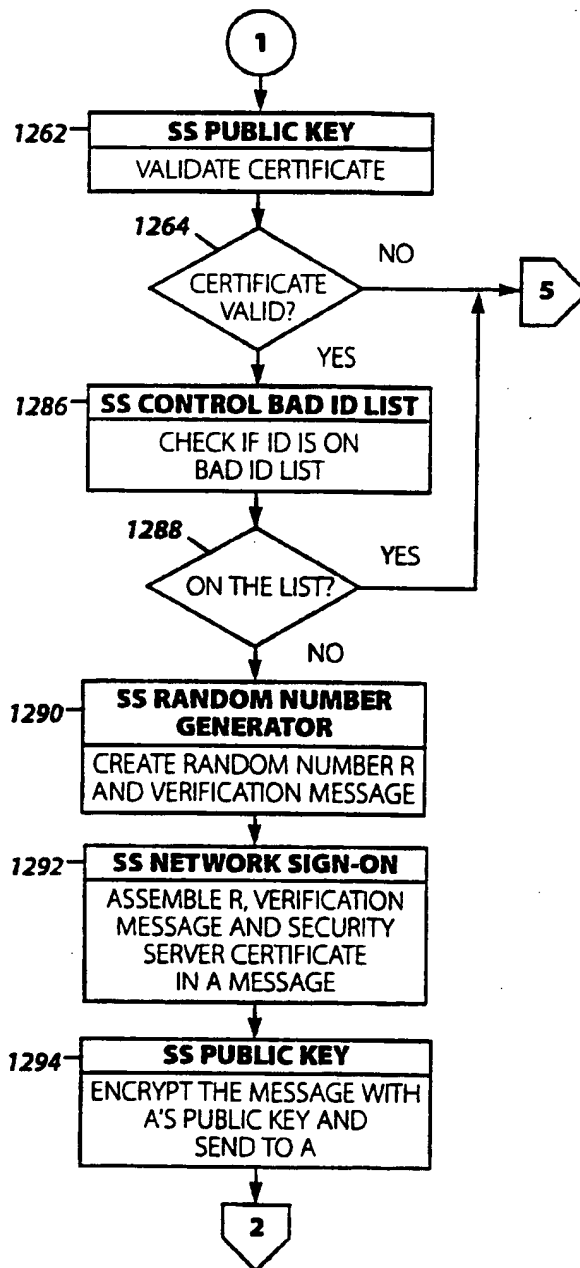 1
1262
SS PUBLIC KEY
VALIDATE CERTIFICATE
1264
CERTIFICATE
VALID?
NO
5
YES
1286
SS CONTROL BAD ID LIST
CHECK IF ID IS ON
BAD ID LIST
1288
ON THE LIST?
YES
NO
1290
SS RANDOM NUMBER
GENERATOR
CREATE RANDOM NUMBER R
AND VERIFICATION MESSAGE
1292
SS NETWORK SIGN-ON
ASSEMBLE R, VERIFICATION
MESSAGE AND SECURITY
SERVER CERTIFICATE
IN A MESSAGE
1294
SS PUBLIC KEY
ENCRYPT THE MESSAGE WITH
A'S PUBLIC KEY AND
SEND TO A
2